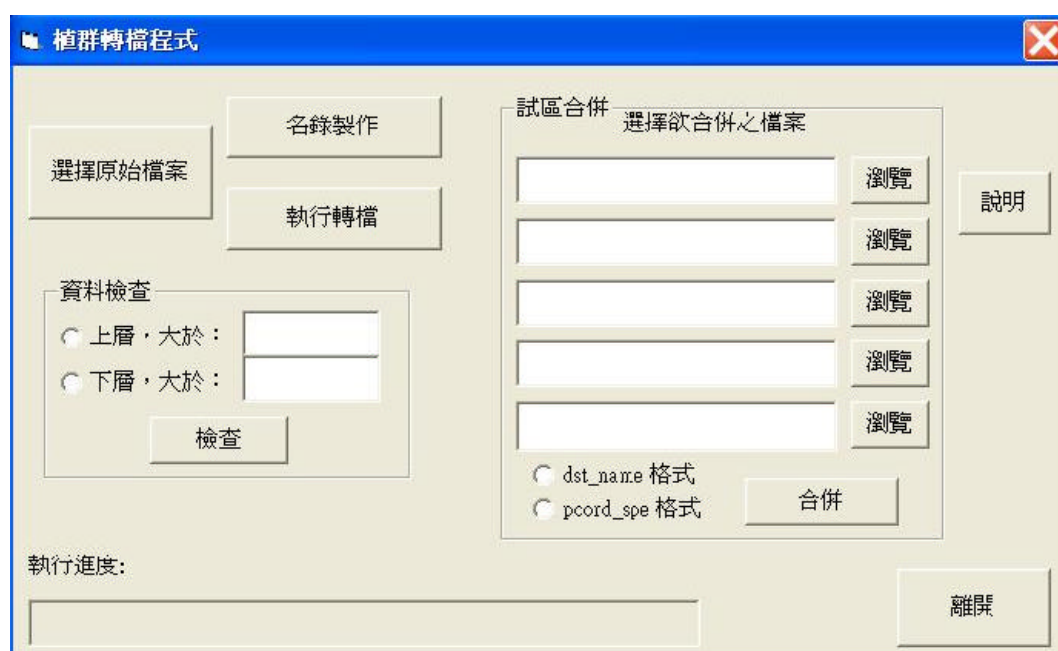 植群轉檔程式
選擇原始檔案
名錄製作
執行轉檔
資料檢查
上層，大於：
下層，大於：
檢查
試區合併
選擇欲合併之檔案
瀏覽
瀏覽
瀏覽
瀏覽
瀏覽
dst_name 格式
pcord_spe 格式
合併
說明
執行進度:
離開